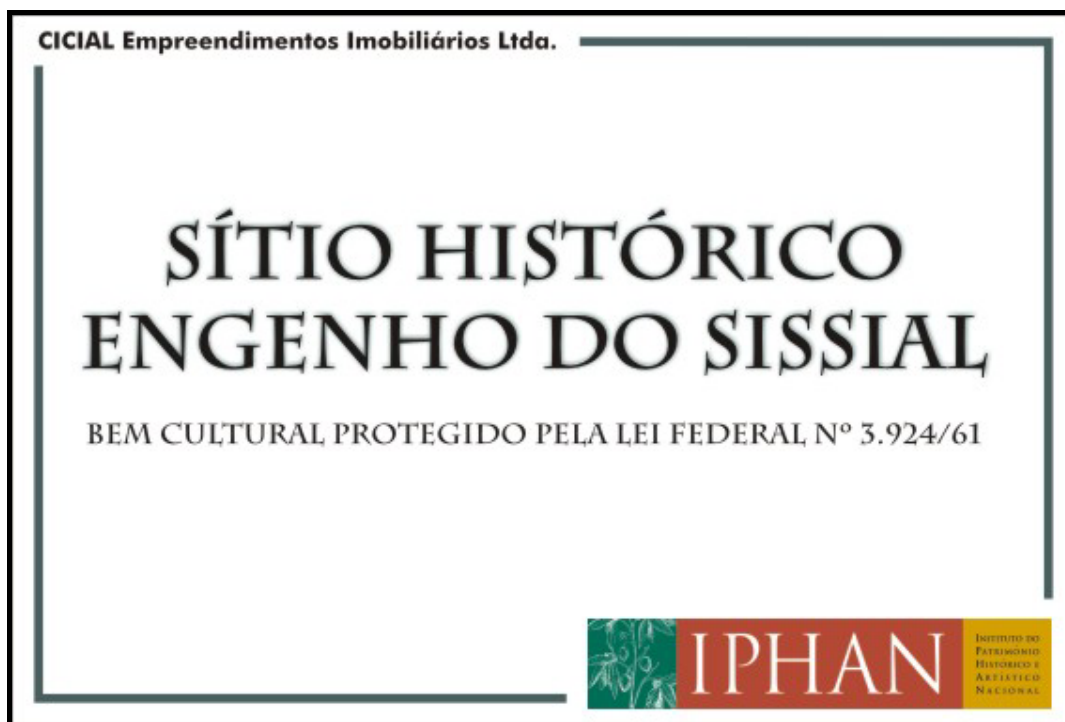 CICIAL Empreendimentos Imobiliários Ltda.
SÍTIO HISTÓRICO
ENGENHO DO SISSIAL
BEM CULTURAL PROTEGIDO PELA LEI FEDERAL Nº 3.924/61
IPHAN
INSTITUTO DO
PATRIMÔNIO
HISTÓRICO E
ARTÍSTICO
NACIONAL